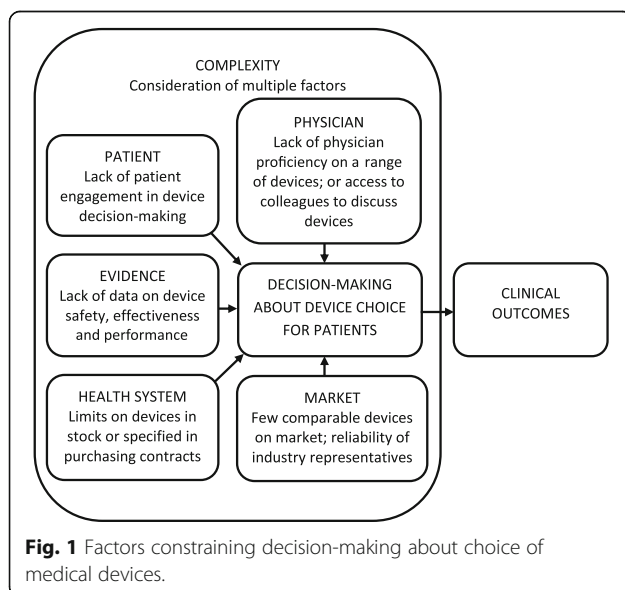 COMPLEXITY
Consideration of multiple factors
PHYSICIAN
Lack of physician
proficiency on a range
of devices; or access to
colleagues to discuss
devices
PATIENT
Lack of patient
engagement in device
decision-making
EVIDENCE
Lack of data on device
safety, effectiveness
and performance
DECISION-MAKING
ABOUT DEVICE CHOICE
FOR PATIENTS
CLINICAL
OUTCOMES
HEALTH SYSTEM
Limits on devices in
stock or specified in
purchasing contracts
MARKET
Few comparable devices
on market; reliability of
industry representatives
Fig. 1 Factors constraining decision-making about choice of
medical devices.